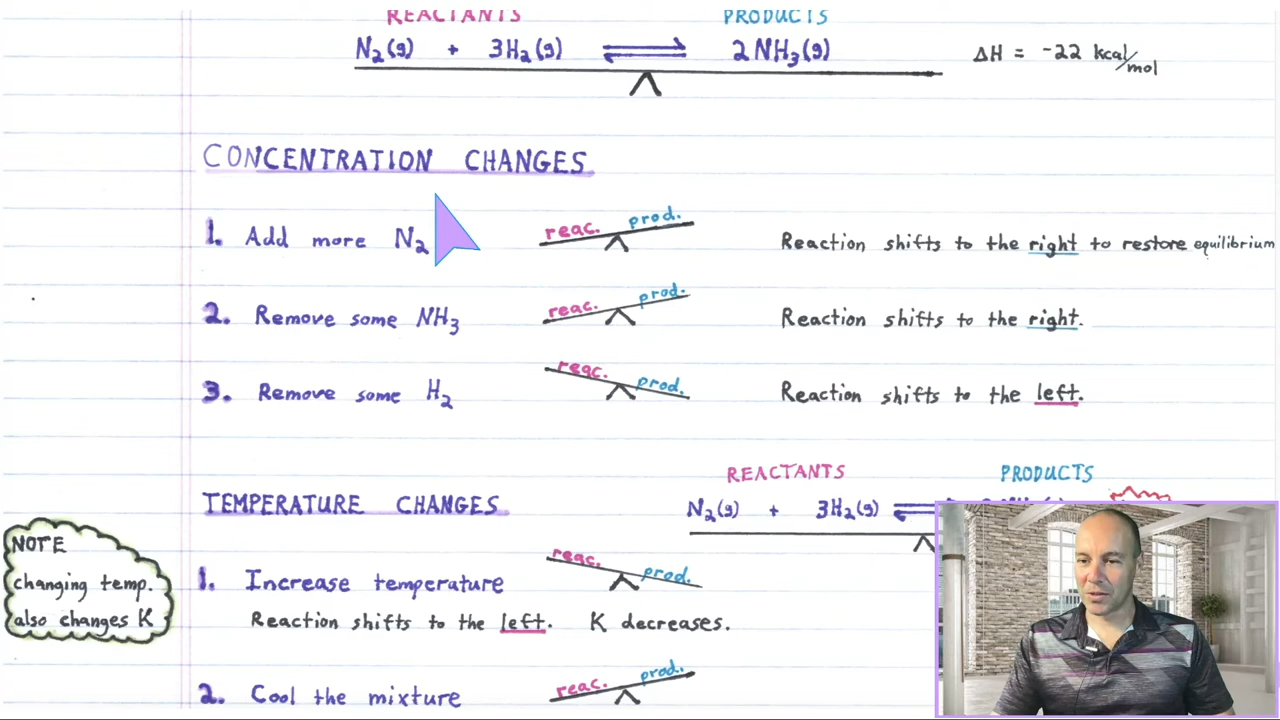 REACTANTS PRODUCTS
N₂(g) + 3H₂(g) ⇌ 2NH₃(g) ΔH = -22 kcal/mol
CONCENTRATION CHANGES
1. Add more N₂ reac. prod. Reaction shifts to the right to restore equilibrium
2. Remove some NH₃ reac. prod. Reaction shifts to the right.
3. Remove some H₂ reac. prod. Reaction shifts to the left.
REACTANTS PRODUCTS
TEMPERATURE CHANGES N₂(g) + 3H₂(g) ⇌
NOTE
changing temp.
also changes K
1. Increase temperature reac. prod.
Reaction shifts to the left. K decreases.
2. Cool the mixture reac. prod.